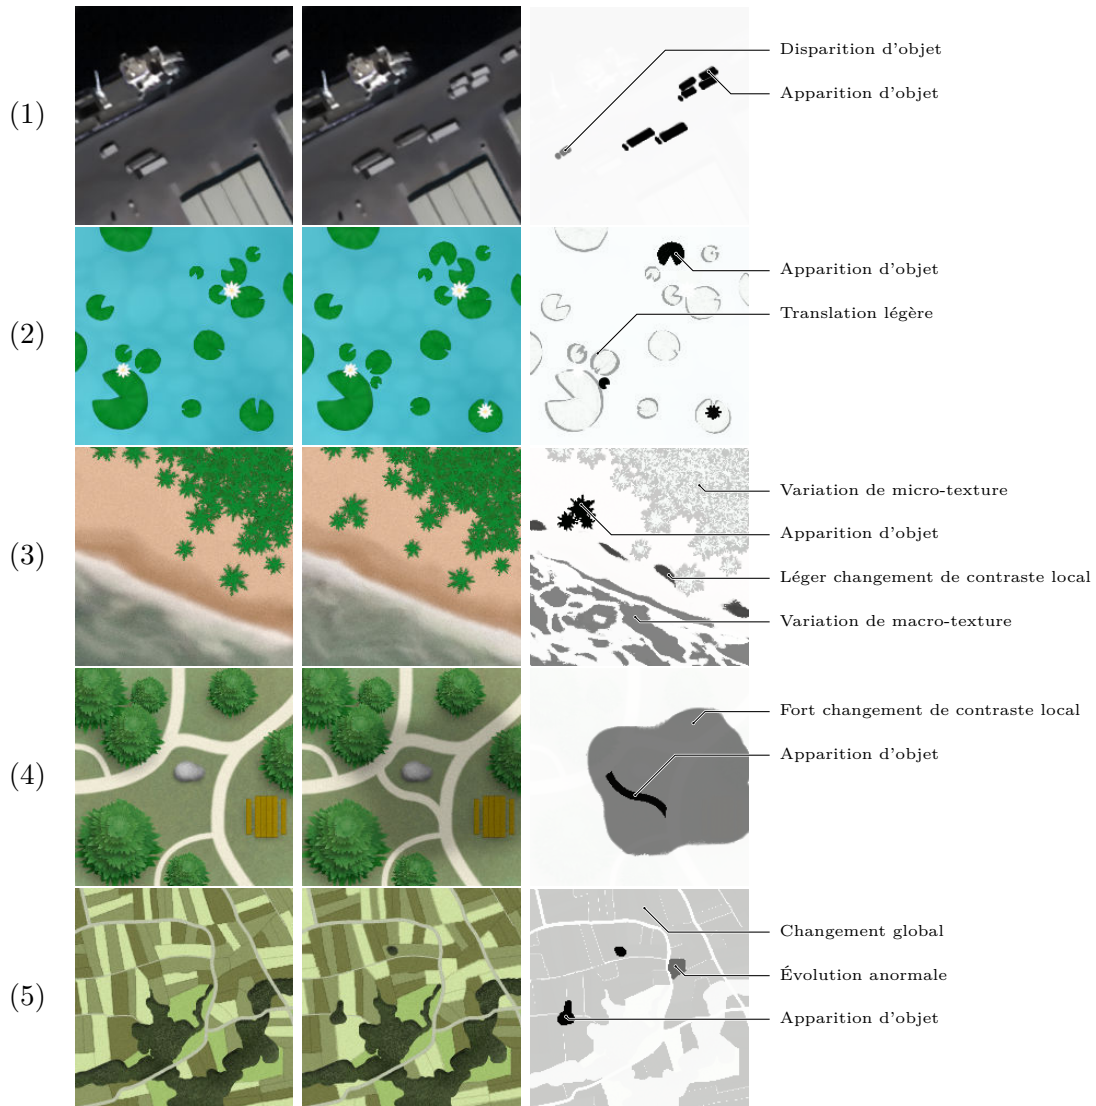 (1)
Disparition d'objet
Apparition d'objet
(2)
Apparition d'objet
Translation légère
(3)
Variation de micro-texture
Apparition d'objet
Léger changement de contraste local
Variation de macro-texture
(4)
Fort changement de contraste local
Apparition d'objet
(5)
Changement global
Évolution anormale
Apparition d'objet